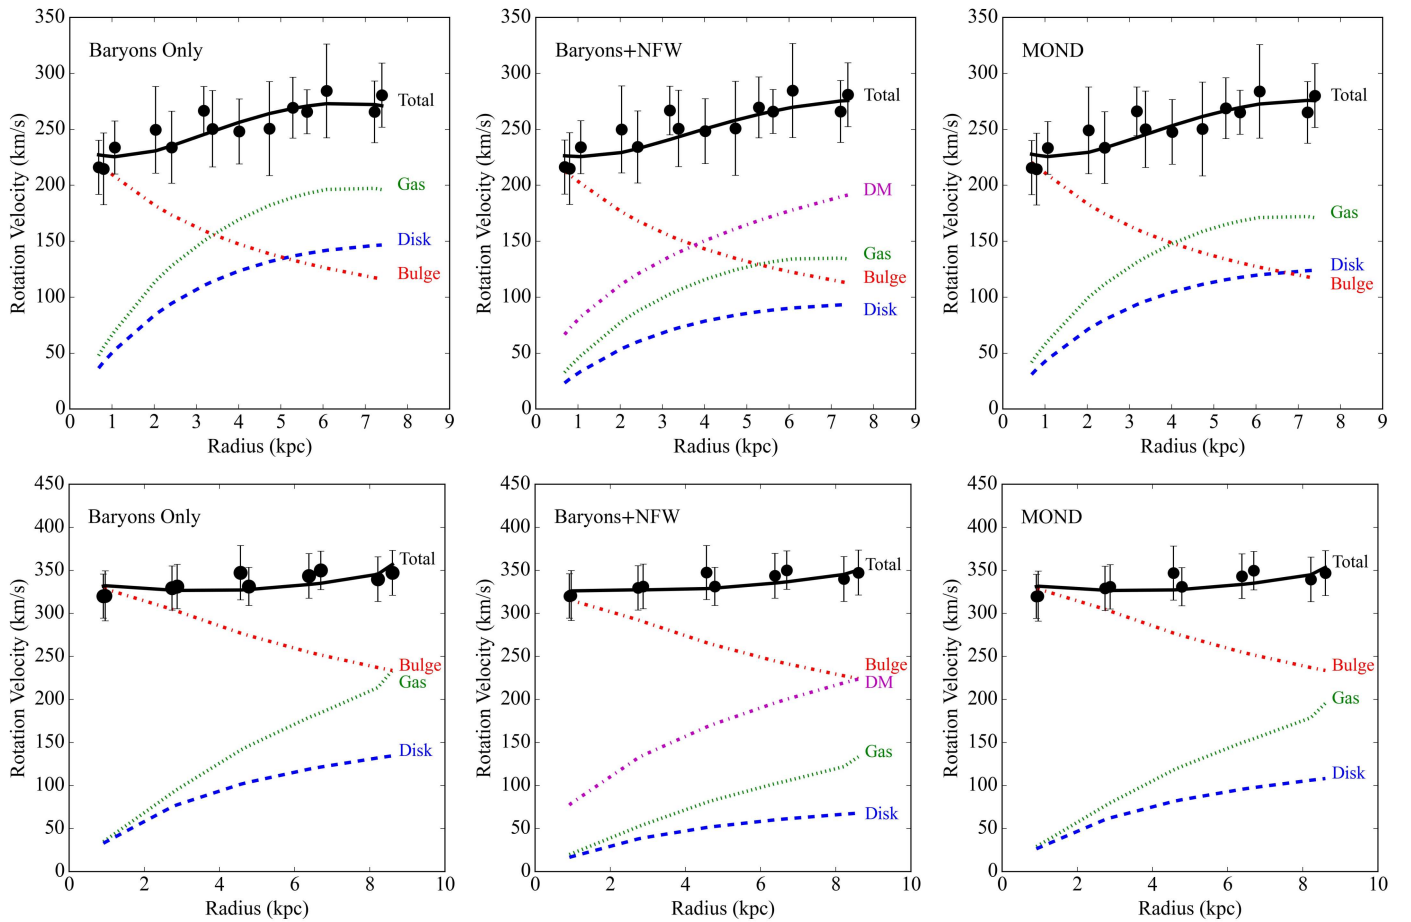 350
300
250
200
150
100
50
0
Rotation Velocity (km/s)
Baryons Only
Total
Gas
Disk
Bulge
0 1 2 3 4 5 6 7 8 9
Radius (kpc)
350
300
250
200
150
100
50
0
Rotation Velocity (km/s)
Baryons+NFW
Total
DM
Gas
Bulge
Disk
0 1 2 3 4 5 6 7 8 9
Radius (kpc)
350
300
250
200
150
100
50
0
Rotation Velocity (km/s)
MOND
Total
Gas
Disk
Bulge
0 1 2 3 4 5 6 7 8 9
Radius (kpc)
450
400
350
300
250
200
150
100
50
0
Rotation Velocity (km/s)
Baryons Only
Total
Bulge
Gas
Disk
0 2 4 6 8 10
Radius (kpc)
450
400
350
300
250
200
150
100
50
0
Rotation Velocity (km/s)
Baryons+NFW
Total
Bulge
DM
Gas
Disk
0 2 4 6 8 10
Radius (kpc)
450
400
350
300
250
200
150
100
50
0
Rotation Velocity (km/s)
MOND
Total
Bulge
Gas
Disk
0 2 4 6 8 10
Radius (kpc)